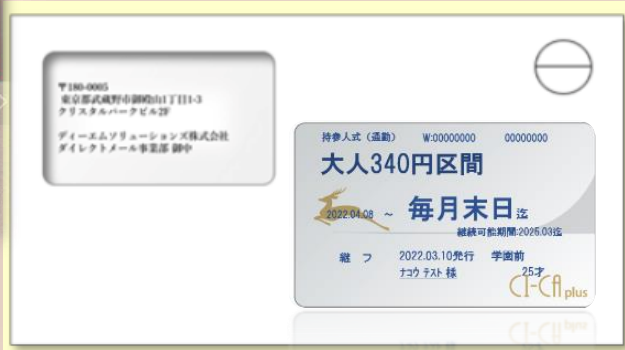 〒180-0005
東京都武蔵野市御殿山1丁目1-3
クリスタルパークビル2F
ディーエムソリューションズ株式会社
ダイレクトメール事業部 御中
持参人式（通勤） W:00000000 00000000
大人340円区間
2022.04.08 ~ 毎月末日迄
継続可能期間:2025.03迄
継 フ 2022.03.10発行 学園前
ナコウ テスト 様 25才
CI-CA plus